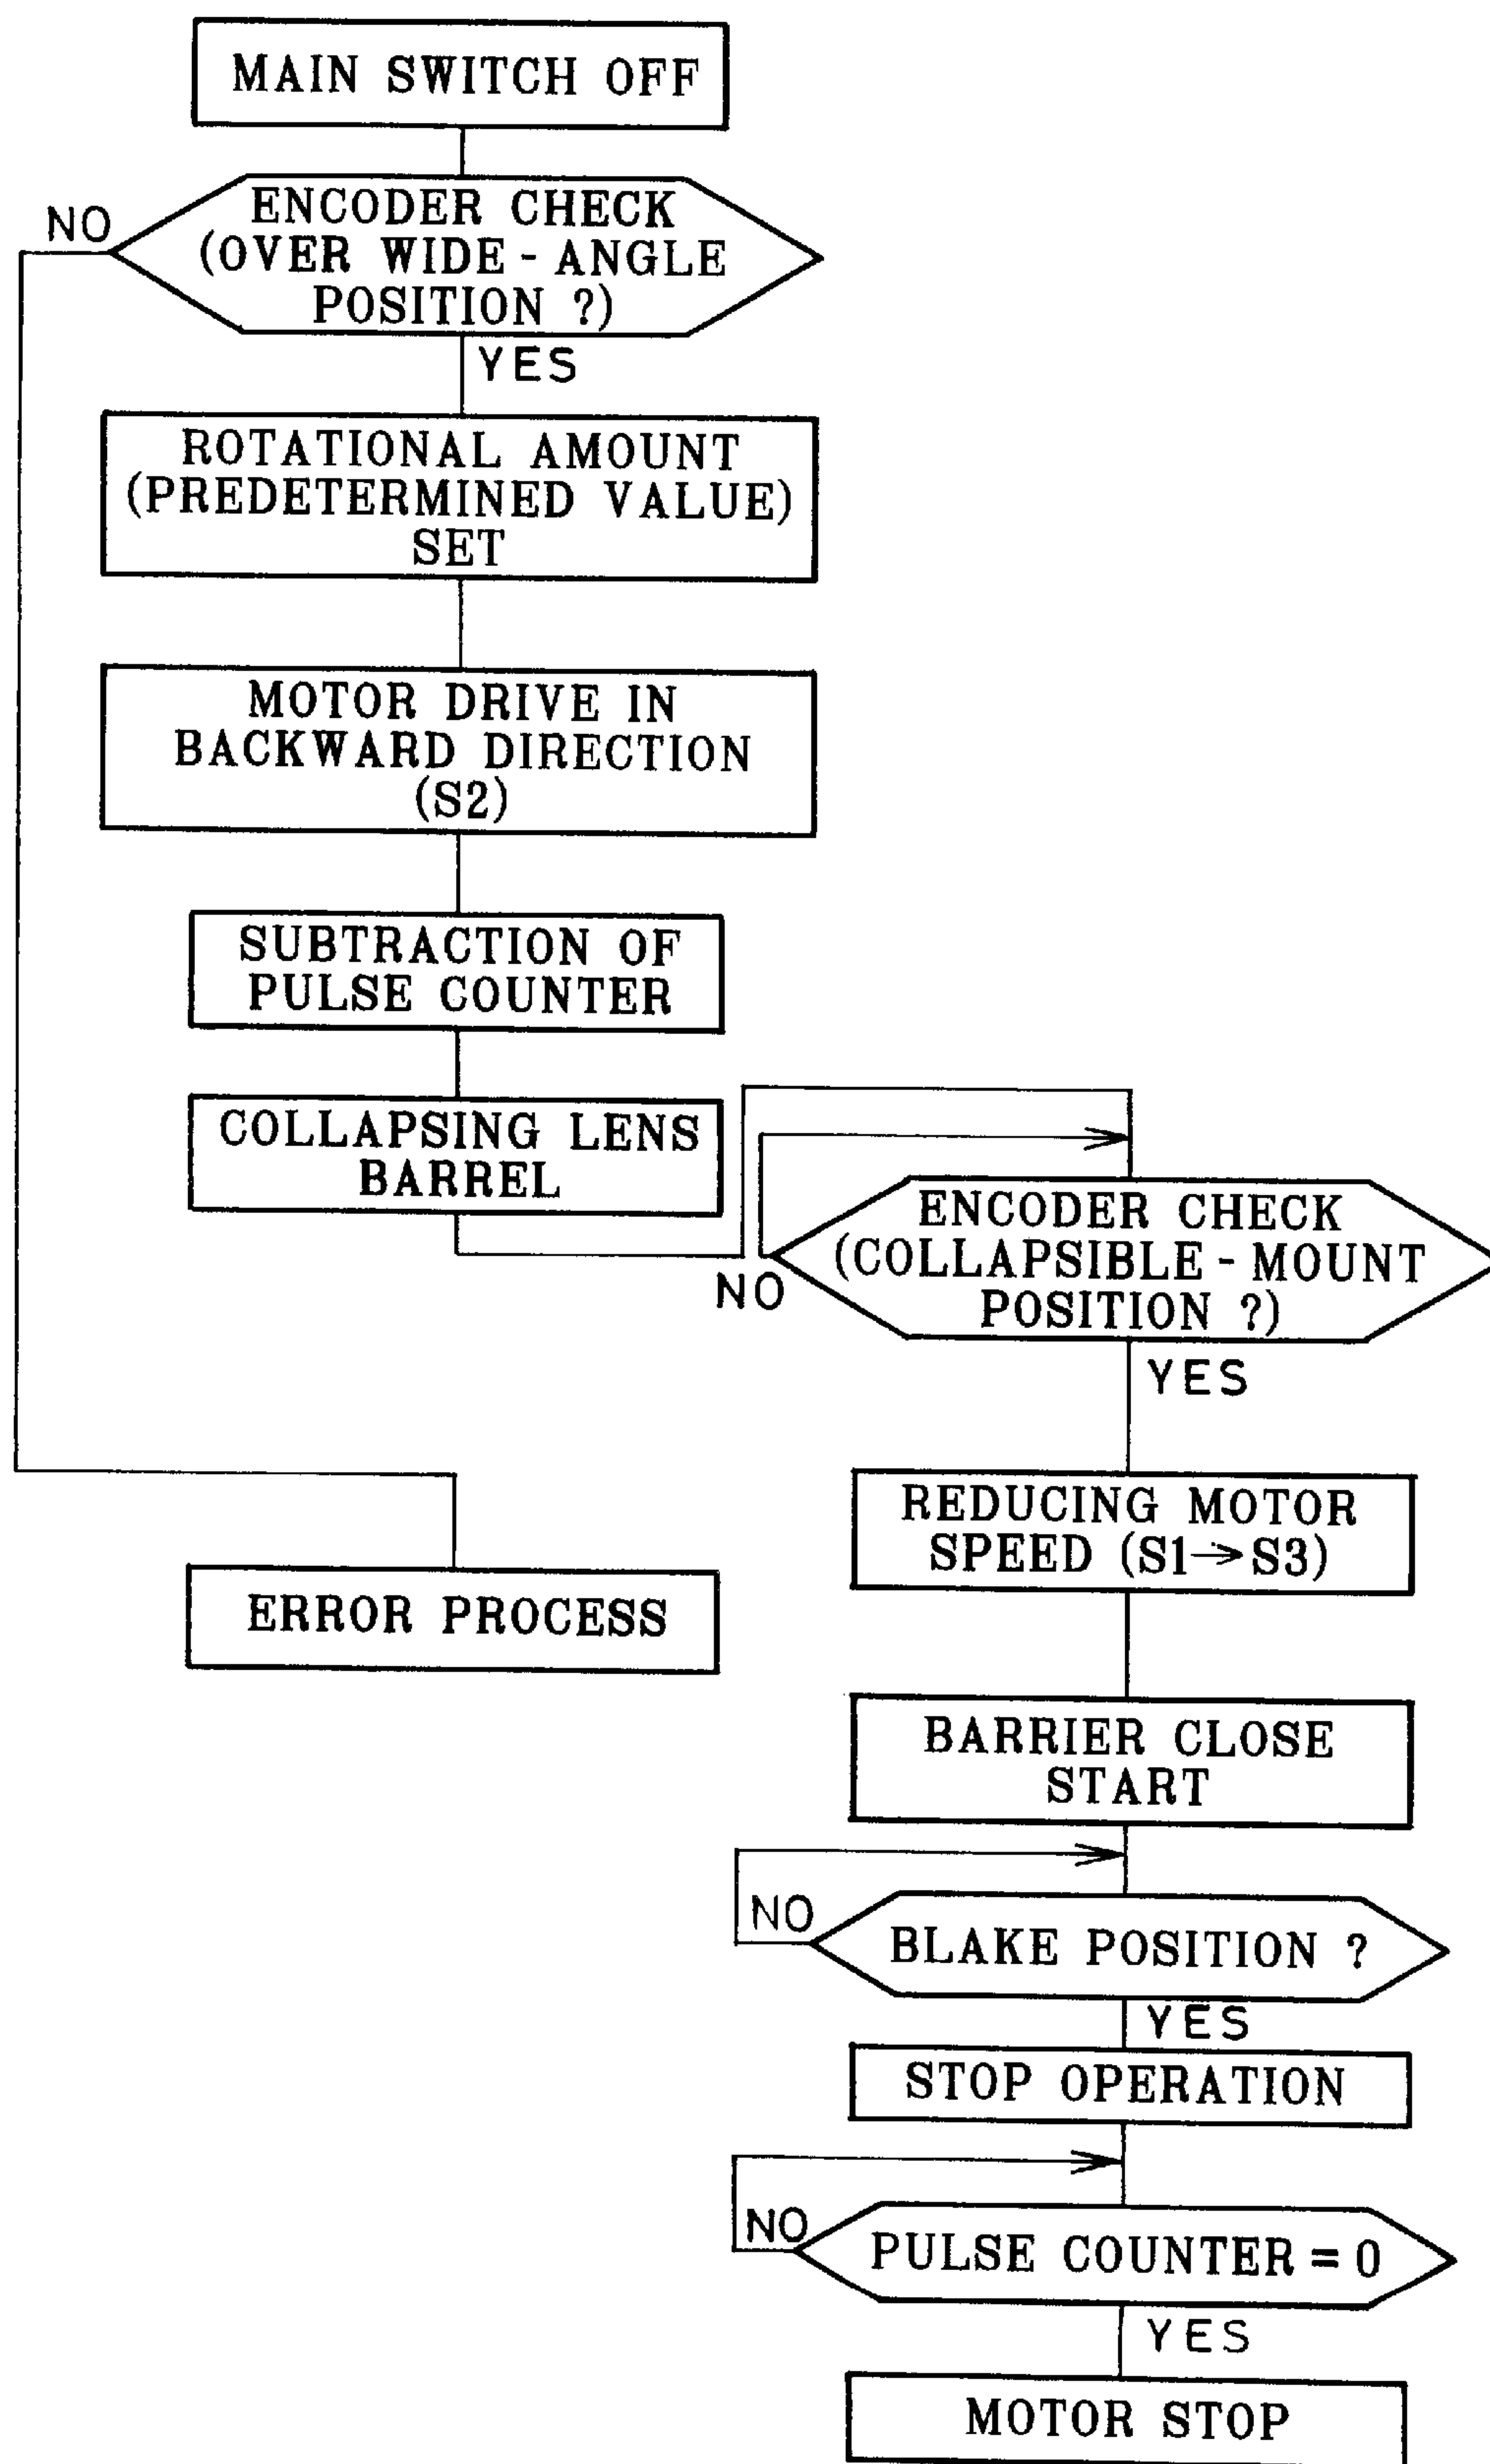 MAIN SWITCH OFF
NO
ENCODER CHECK
(OVER WIDE - ANGLE
POSITION ?)
YES
ROTATIONAL AMOUNT
(PREDETERMINED VALUE)
SET
MOTOR DRIVE IN
BACKWARD DIRECTION
(S2)
SUBTRACTION OF
PULSE COUNTER
COLLAPSING LENS
BARREL
ENCODER CHECK
(COLLAPSIBLE - MOUNT
POSITION ?)
NO
YES
REDUCING MOTOR
SPEED (S1→S3)
ERROR PROCESS
BARRIER CLOSE
START
NO
BLAKE POSITION ?
YES
STOP OPERATION
NO
PULSE COUNTER = 0
YES
MOTOR STOP